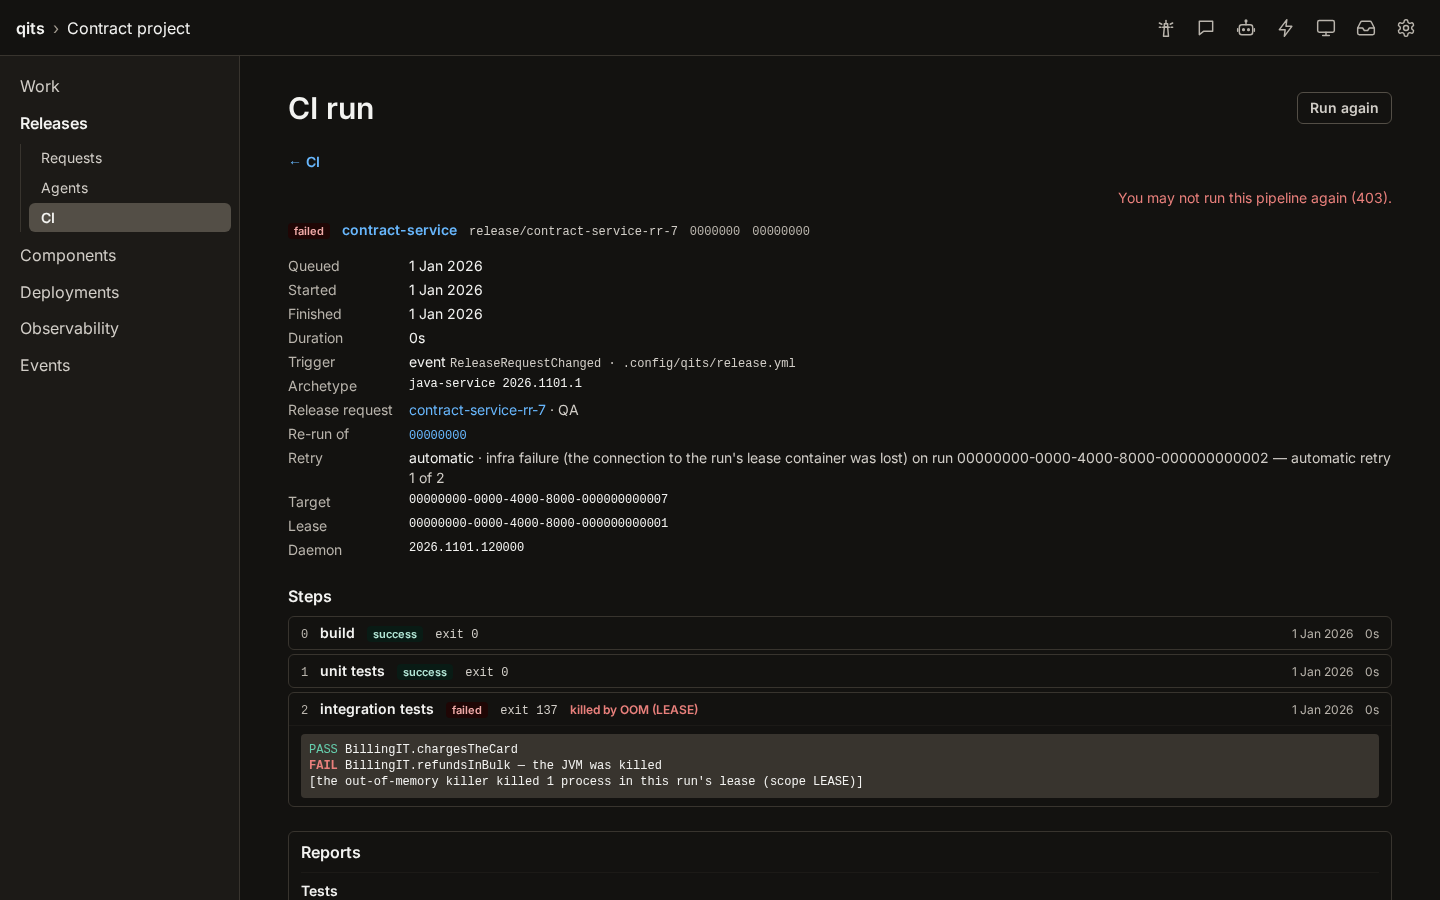 qits › Contract project
Work
Releases
Requests
Agents
CI
Components
Deployments
Observability
Events
CI run
Run again
← CI
You may not run this pipeline again (403).
failed contract-service release/contract-service-rr-7 0000000 00000000
Queued 1 Jan 2026
Started 1 Jan 2026
Finished 1 Jan 2026
Duration 0s
Trigger event ReleaseRequestChanged · .config/qits/release.yml
Archetype java-service 2026.1101.1
Release request contract-service-rr-7 · QA
Re-run of 00000000
Retry automatic · infra failure (the connection to the run's lease container was lost) on run 00000000-0000-4000-8000-000000000002 — automatic retry
1 of 2
Target 00000000-0000-4000-8000-000000000007
Lease 00000000-0000-4000-8000-000000000001
Daemon 2026.1101.120000
Steps
0 build success exit 0 1 Jan 2026 0s
1 unit tests success exit 0 1 Jan 2026 0s
2 integration tests failed exit 137 killed by OOM (LEASE) 1 Jan 2026 0s
PASS BillingIT.chargesTheCard
FAIL BillingIT.refundsInBulk — the JVM was killed
[the out-of-memory killer killed 1 process in this run's lease (scope LEASE)]
Reports
Tests